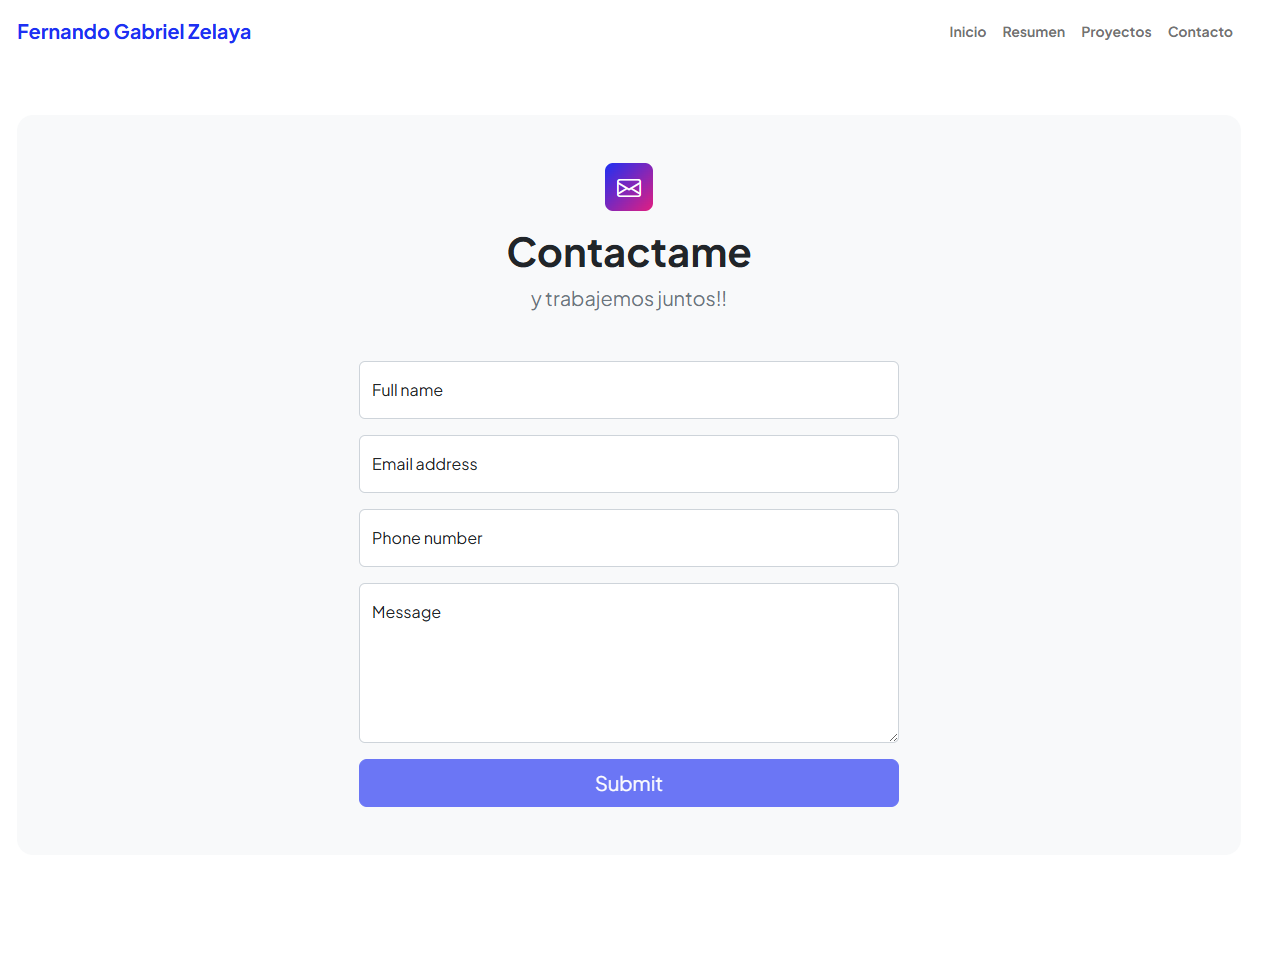 Fernando Gabriel Zelaya
Inicio Resumen Proyectos Contacto
Contactame
y trabajemos juntos!!
Full name
Email address
Phone number
Message
Submit